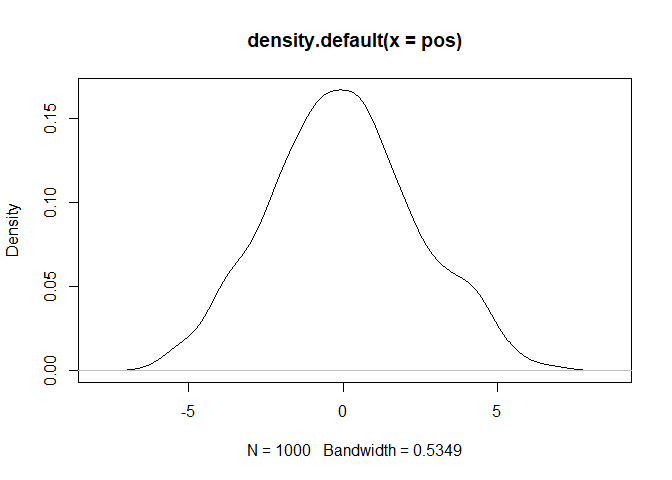 density.default(x = pos)
Density
0.15
0.10
0.05
0.00
-5 0 5
N = 1000 Bandwidth = 0.5349